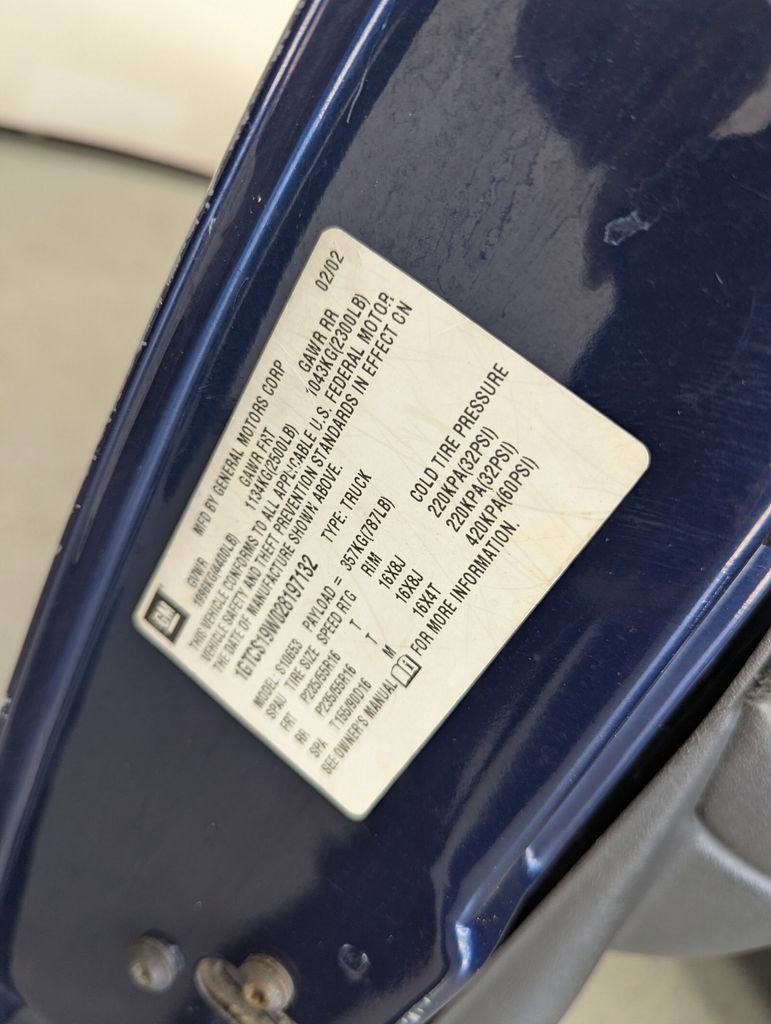 GM
MFD BY GENERAL MOTORS CORP 02/02
GVWR GAWR FRT GAWR RR
1996KG(4400LB) 1134KG(2500LB) 1043KG(2300LB)
THIS VEHICLE CONFORMS TO ALL APPLICABLE U.S. FEDERAL MOTOR
VEHICLE SAFETY AND THEFT PREVENTION STANDARDS IN EFFECT ON
THE DATE OF MANUFACTURE SHOWN ABOVE.
1GTCS19W028197132 TYPE: TRUCK
MODEL: S10653 PAYLOAD = 357KG(787LB)
SPAU TIRE SIZE SPEED RTG RIM COLD TIRE PRESSURE
FRT P235/55R16 T 16X8J 220KPA(32PSI)
RR P235/55R16 T 16X8J 220KPA(32PSI)
SPA T155/90D16 M 16X4T 420KPA(60PSI)
SEE OWNER'S MANUAL FOR MORE INFORMATION.